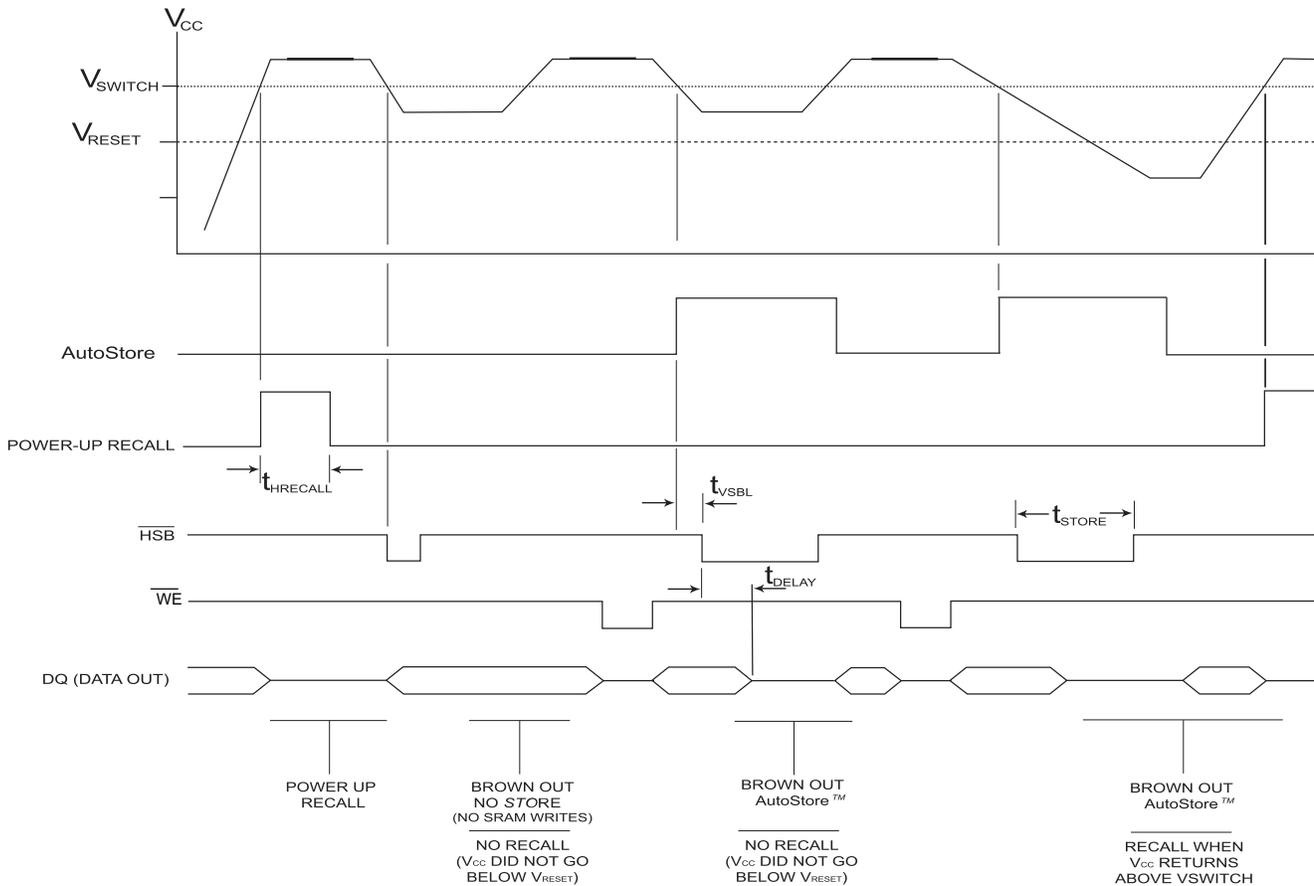 VCC
VSWITCH
VRESET
AutoStore
POWER-UP RECALL
tHRECALL
tVSBL
HSB
tSTORE
tDELAY
WE
DQ (DATA OUT)
POWER UP
RECALL
BROWN OUT
NO STORE
(NO SRAM WRITES)
NO RECALL
(VCC DID NOT GO
BELOW VRESET)
BROWN OUT
AutoStore™
NO RECALL
(VCC DID NOT GO
BELOW VRESET)
BROWN OUT
AutoStore™
RECALL WHEN
VCC RETURNS
ABOVE VSWITCH